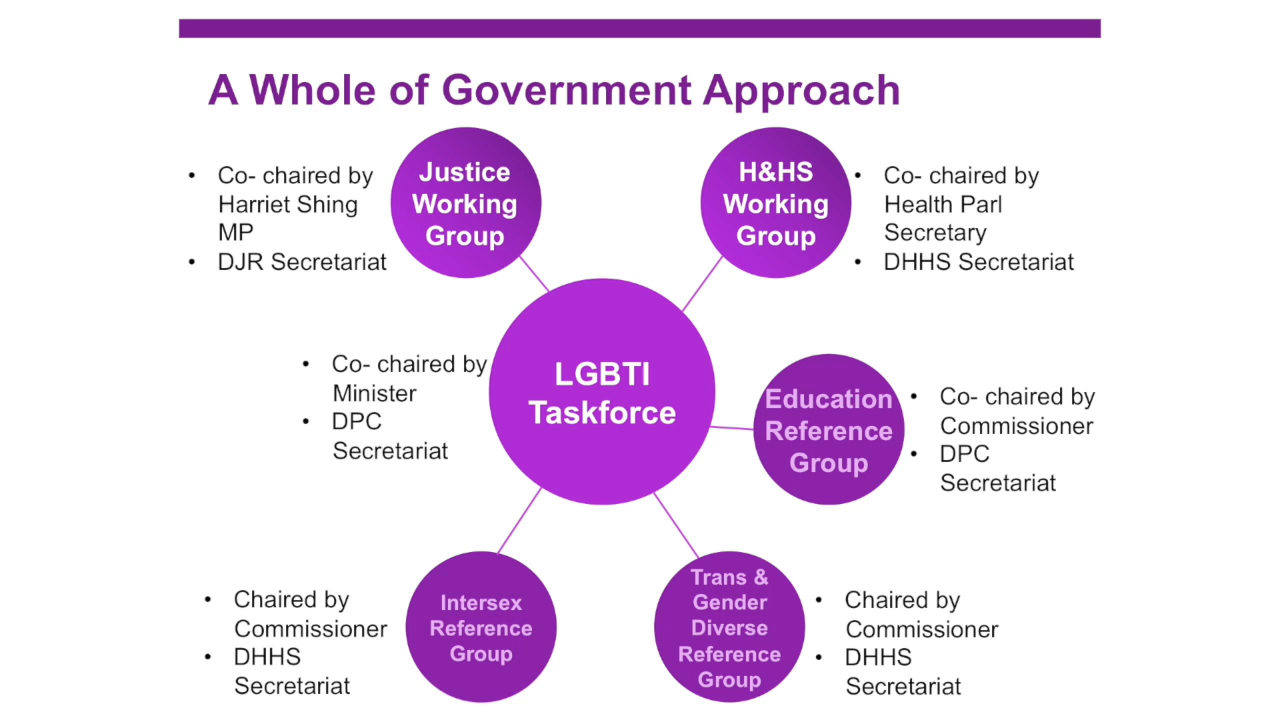 A Whole of Government Approach
• Co- chaired by
Harriet Shing
MP
• DJR Secretariat
Justice
Working
Group
H&HS
Working
Group
• Co- chaired by
Health Parl
Secretary
• DHHS Secretariat
• Co- chaired by
Minister
• DPC
Secretariat
LGBTI
Taskforce
Education
Reference
Group
• Co- chaired by
Commissioner
• DPC
Secretariat
• Chaired by
Commissioner
• DHHS
Secretariat
Intersex
Reference
Group
Trans &
Gender
Diverse
Reference
Group
• Chaired by
Commissioner
• DHHS
Secretariat